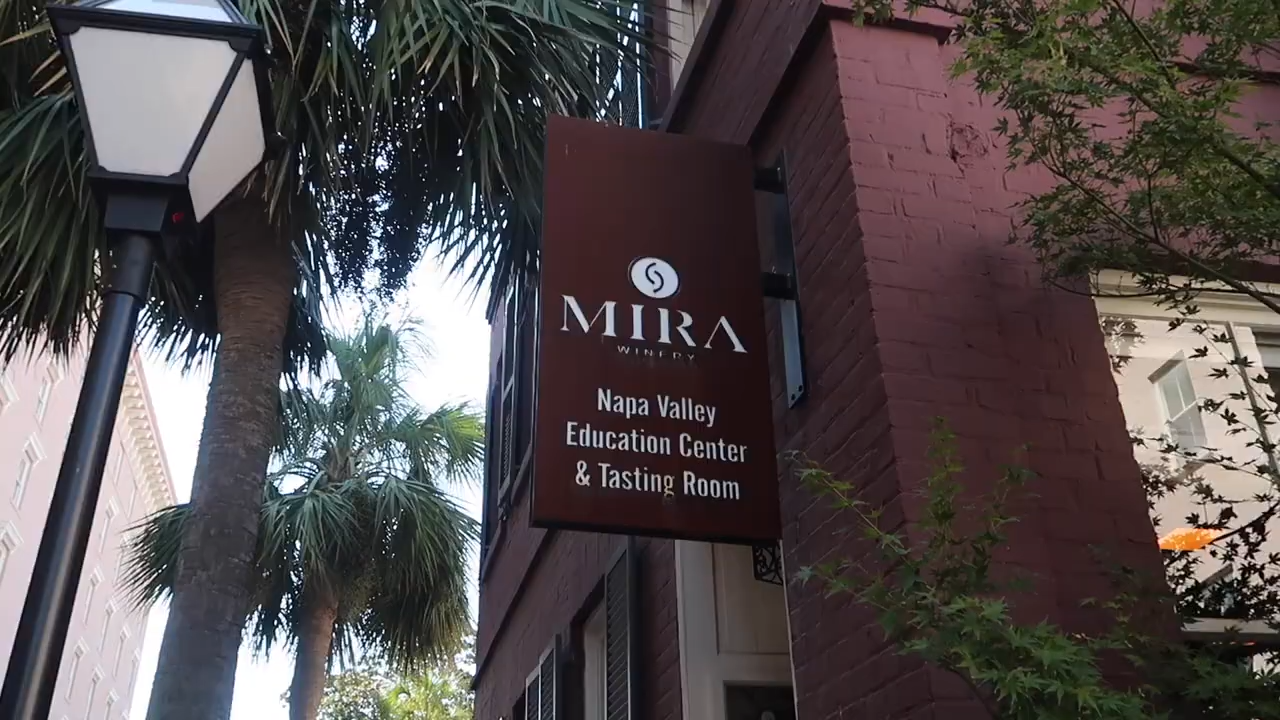 MIRA
WINERY
Napa Valley
Education Center
& Tasting Room